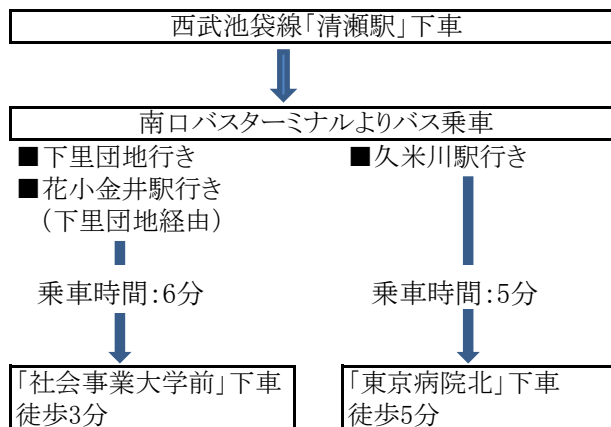 西武池袋線「清瀬駅」下車
南口バスターミナルよりバス乗車
■下里団地行き
■花小金井駅行き
(下里団地経由)
乗車時間:6分
「社会事業大学前」下車
徒歩3分
■久米川駅行き
乗車時間:5分
「東京病院北」下車
徒歩5分